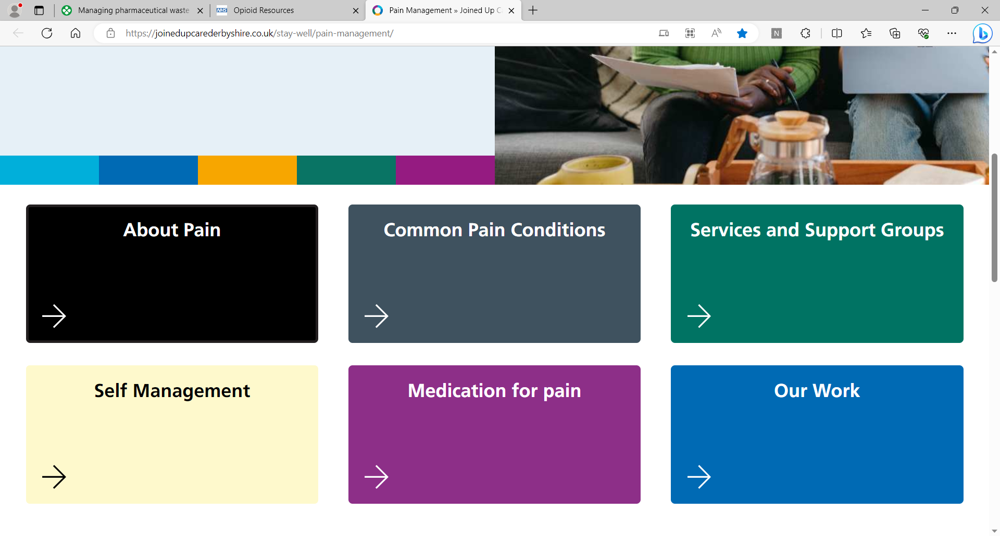 Managing pharmaceutical waste
NHS Opioid Resources
Pain Management » Joined Up C
https://joinedupcarederbyshire.co.uk/stay-well/pain-management/
A
N
b
About Pain
Common Pain Conditions
Services and Support Groups
Self Management
Medication for pain
Our Work